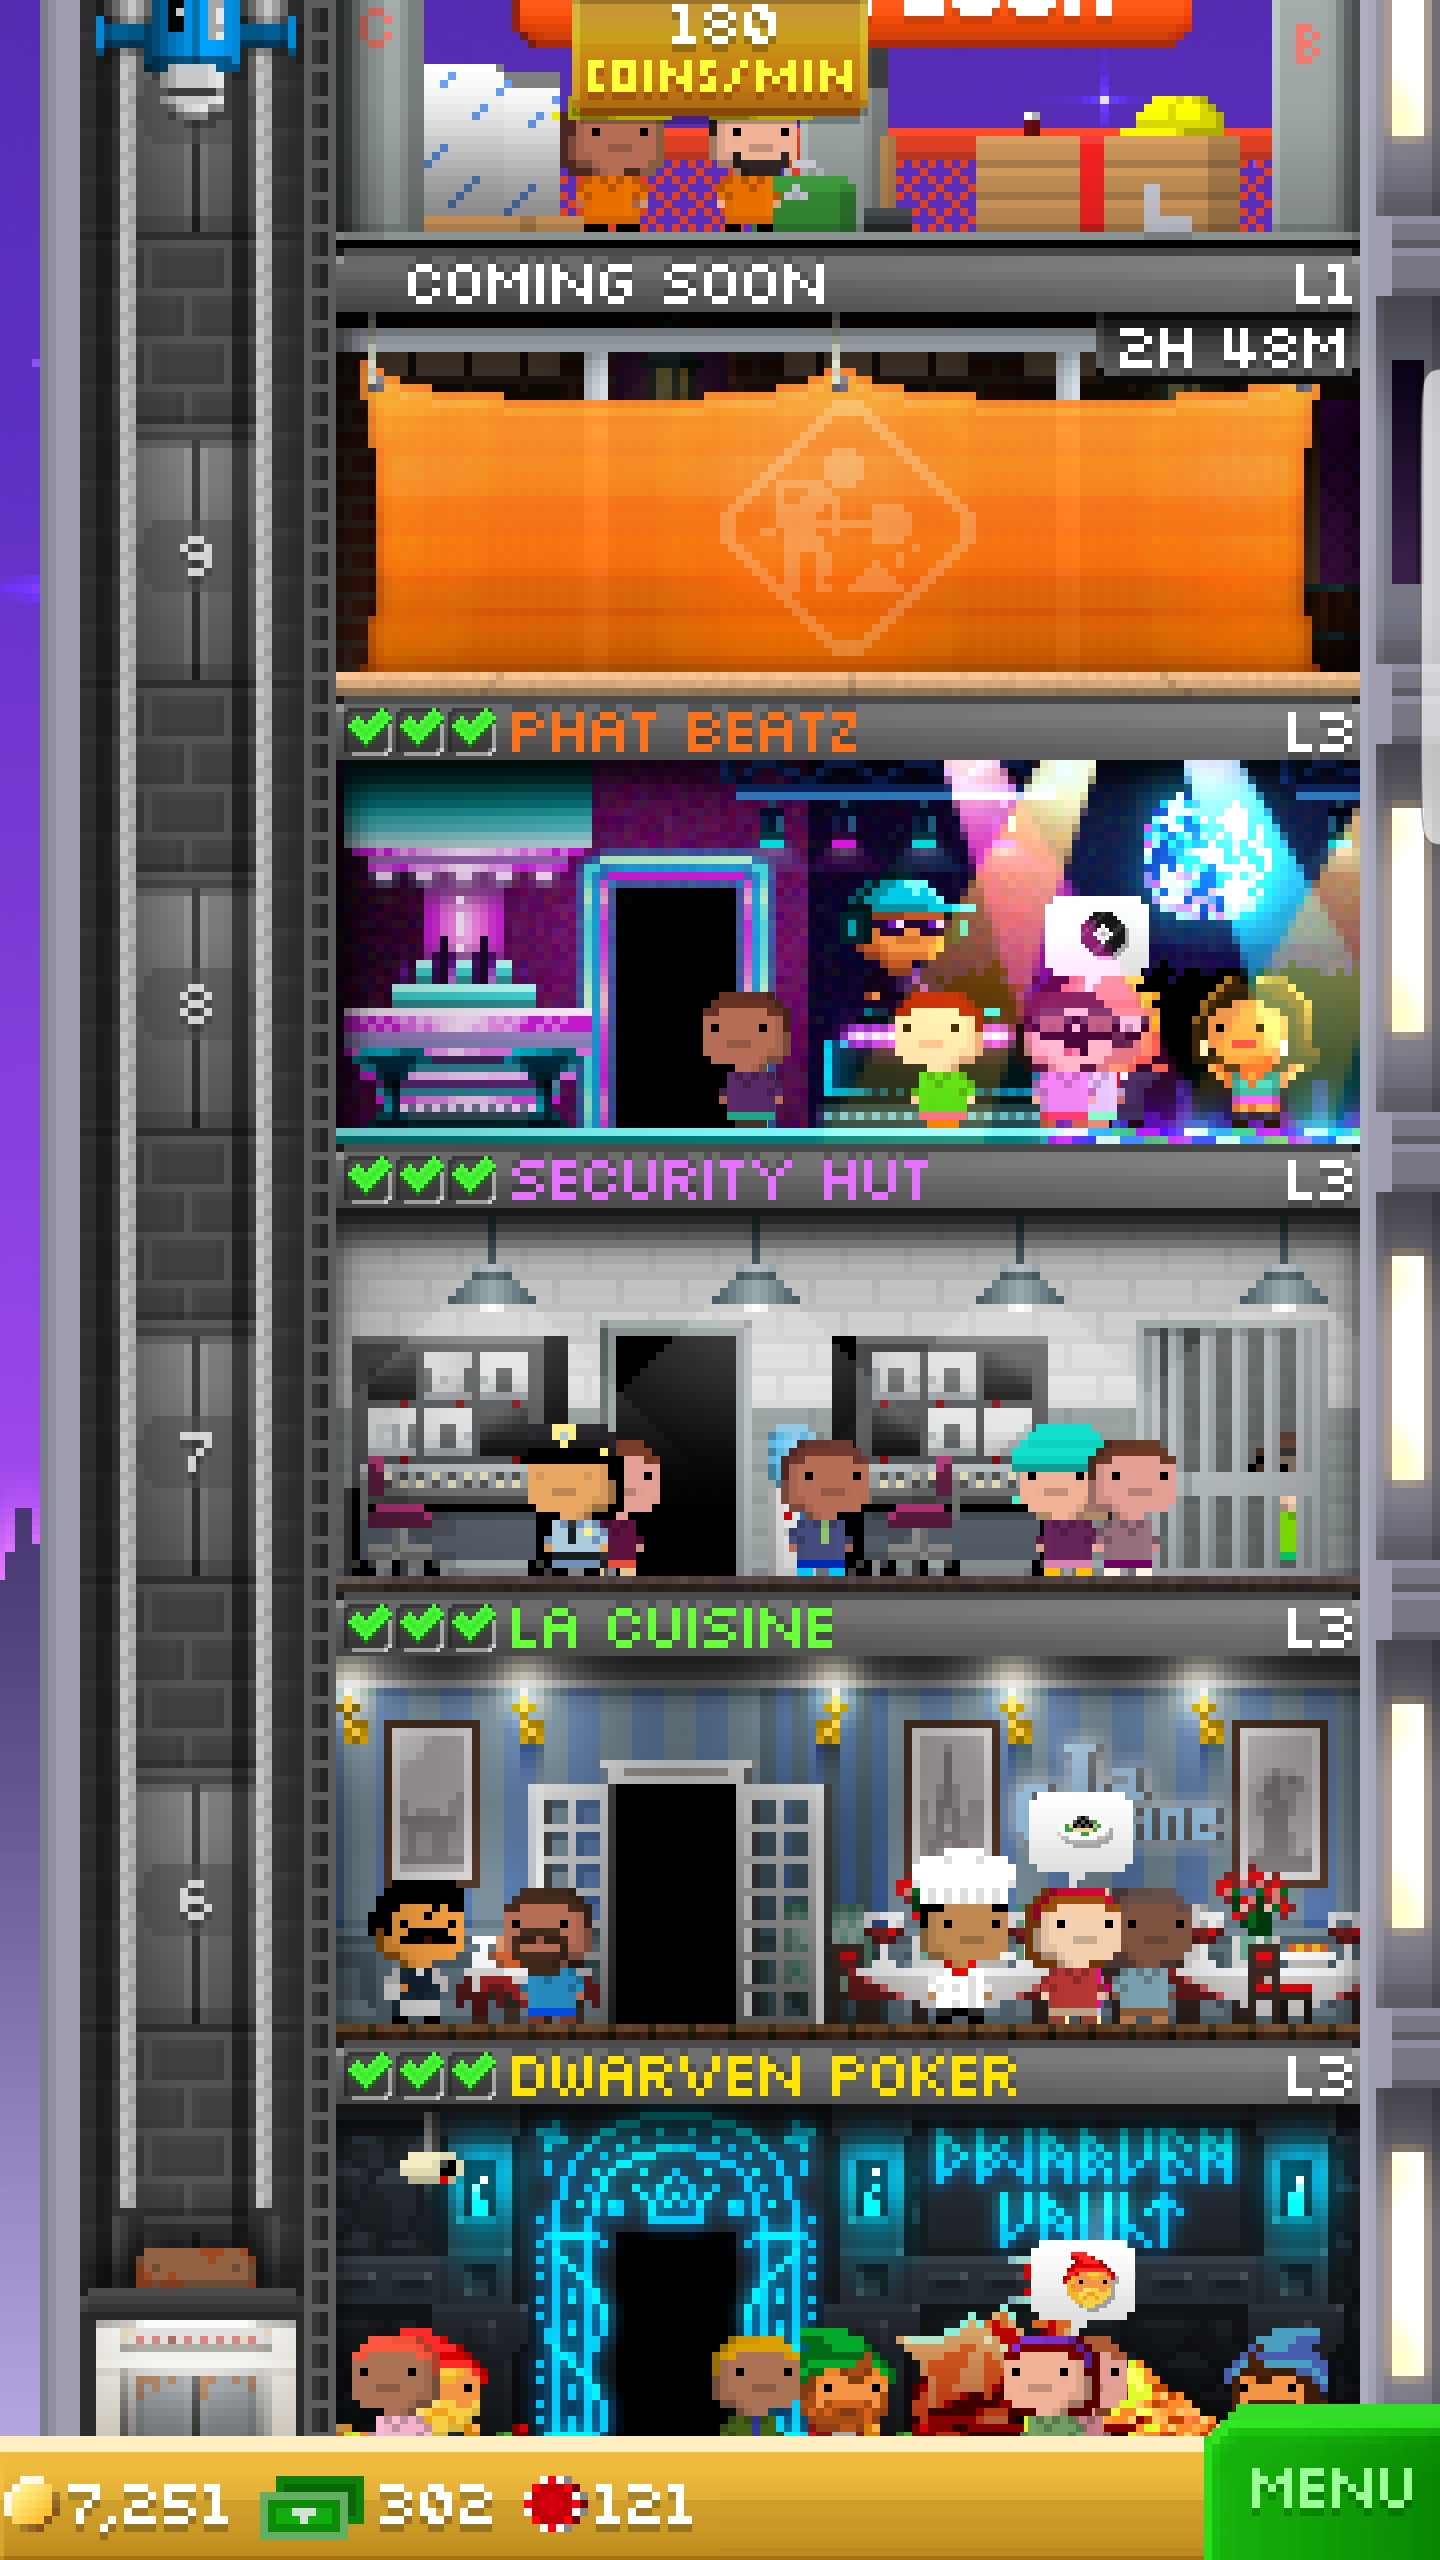 C
180
COINS/MIN
B
COMING SOON L1
2H 48M
9
PHAT BEATZ L3
8
SECURITY HUT L3
7
LA CUISINE L3
6
DWARVEN POKER L3
DWARVEN
VAULT
7,251 302 121
MENU